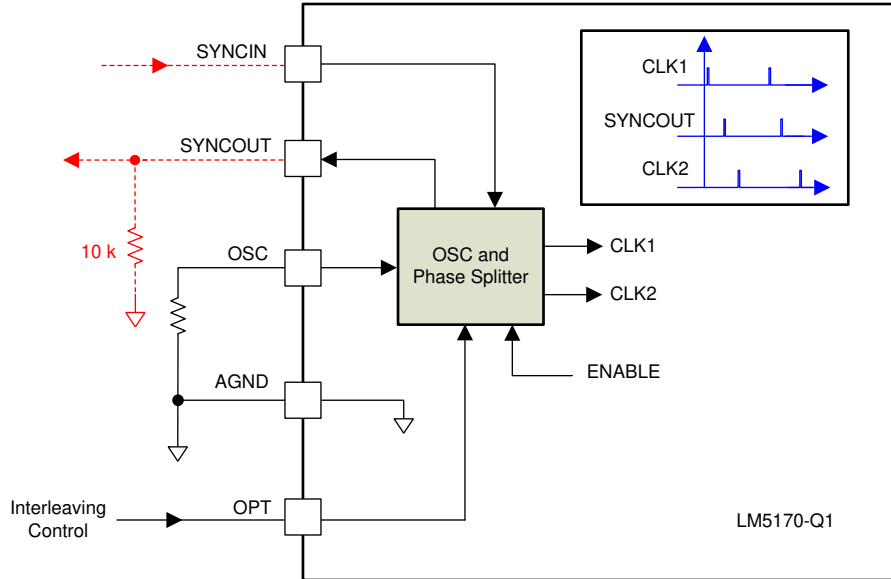 SYNCIN
CLK1
SYNCOUT
SYNCOUT
CLK2
10 k
OSC
OSC and
Phase Splitter
CLK1
CLK2
AGND
ENABLE
Interleaving
Control
OPT
LM5170-Q1